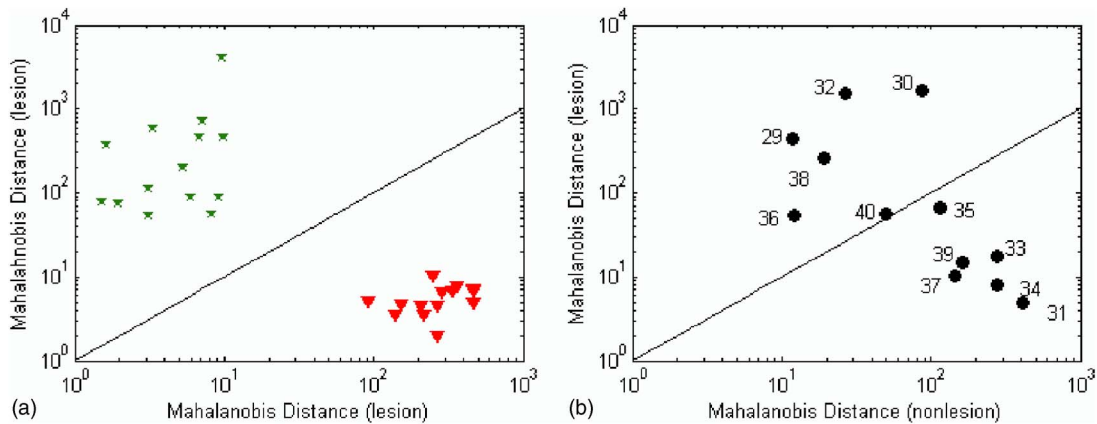 10^4
10^3
10^2
10^1
10^0
Mahalahnobis Distance (lesion)
10^0 10^1 10^2 10^3
Mahalanobis Distance (lesion)
(a)
10^4
10^3
10^2
10^1
10^0
Mahalanobis Distance (lesion)
32 30
29
38
36 40 35
39 33
37 34
31
10^0 10^1 10^2 10^3
Mahalanobis Distance (nonlesion)
(b)